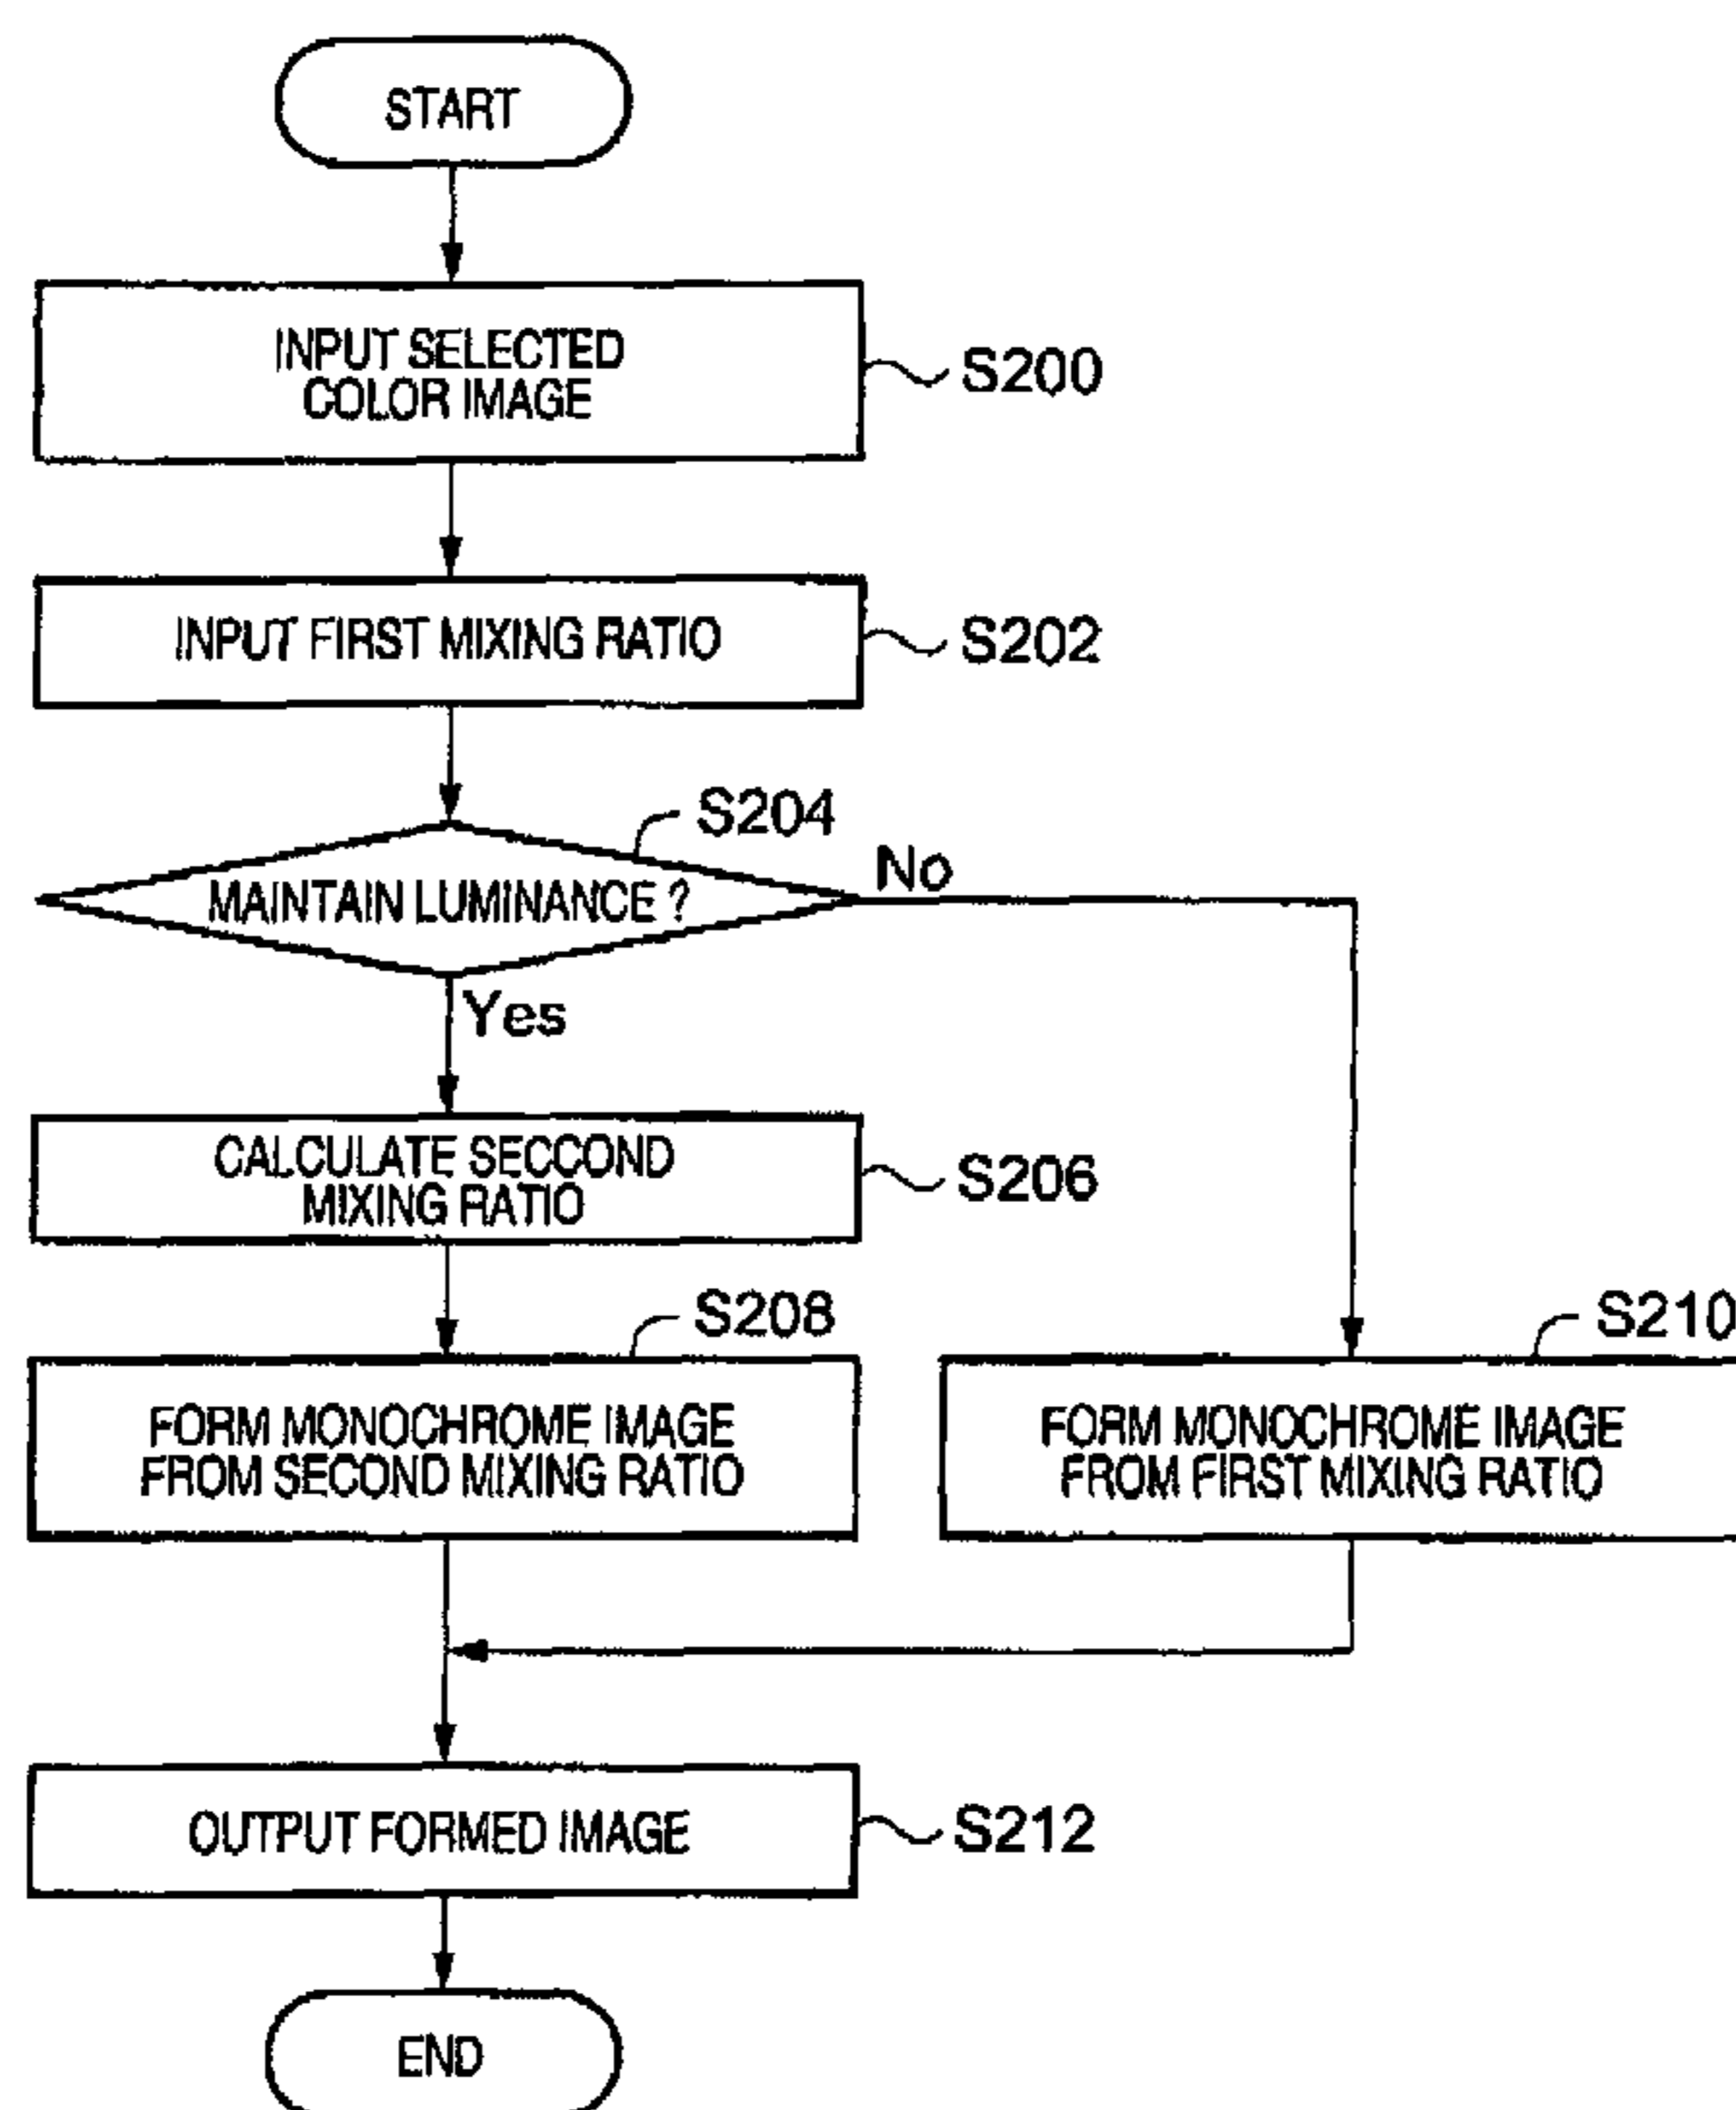 START
INPUT SELECTED
COLOR IMAGE
S200
INPUT FIRST MIXING RATIO
S202
S204
MAINTAIN LUMINANCE ?
No
Yes
CALCULATE SECCOND
MIXING RATIO
S206
S208
FORM MONOCHROME IMAGE
FROM SECOND MIXING RATIO
S210
FORM MONOCHROME IMAGE
FROM FIRST MIXING RATIO
OUTPUT FORMED IMAGE
S212
END